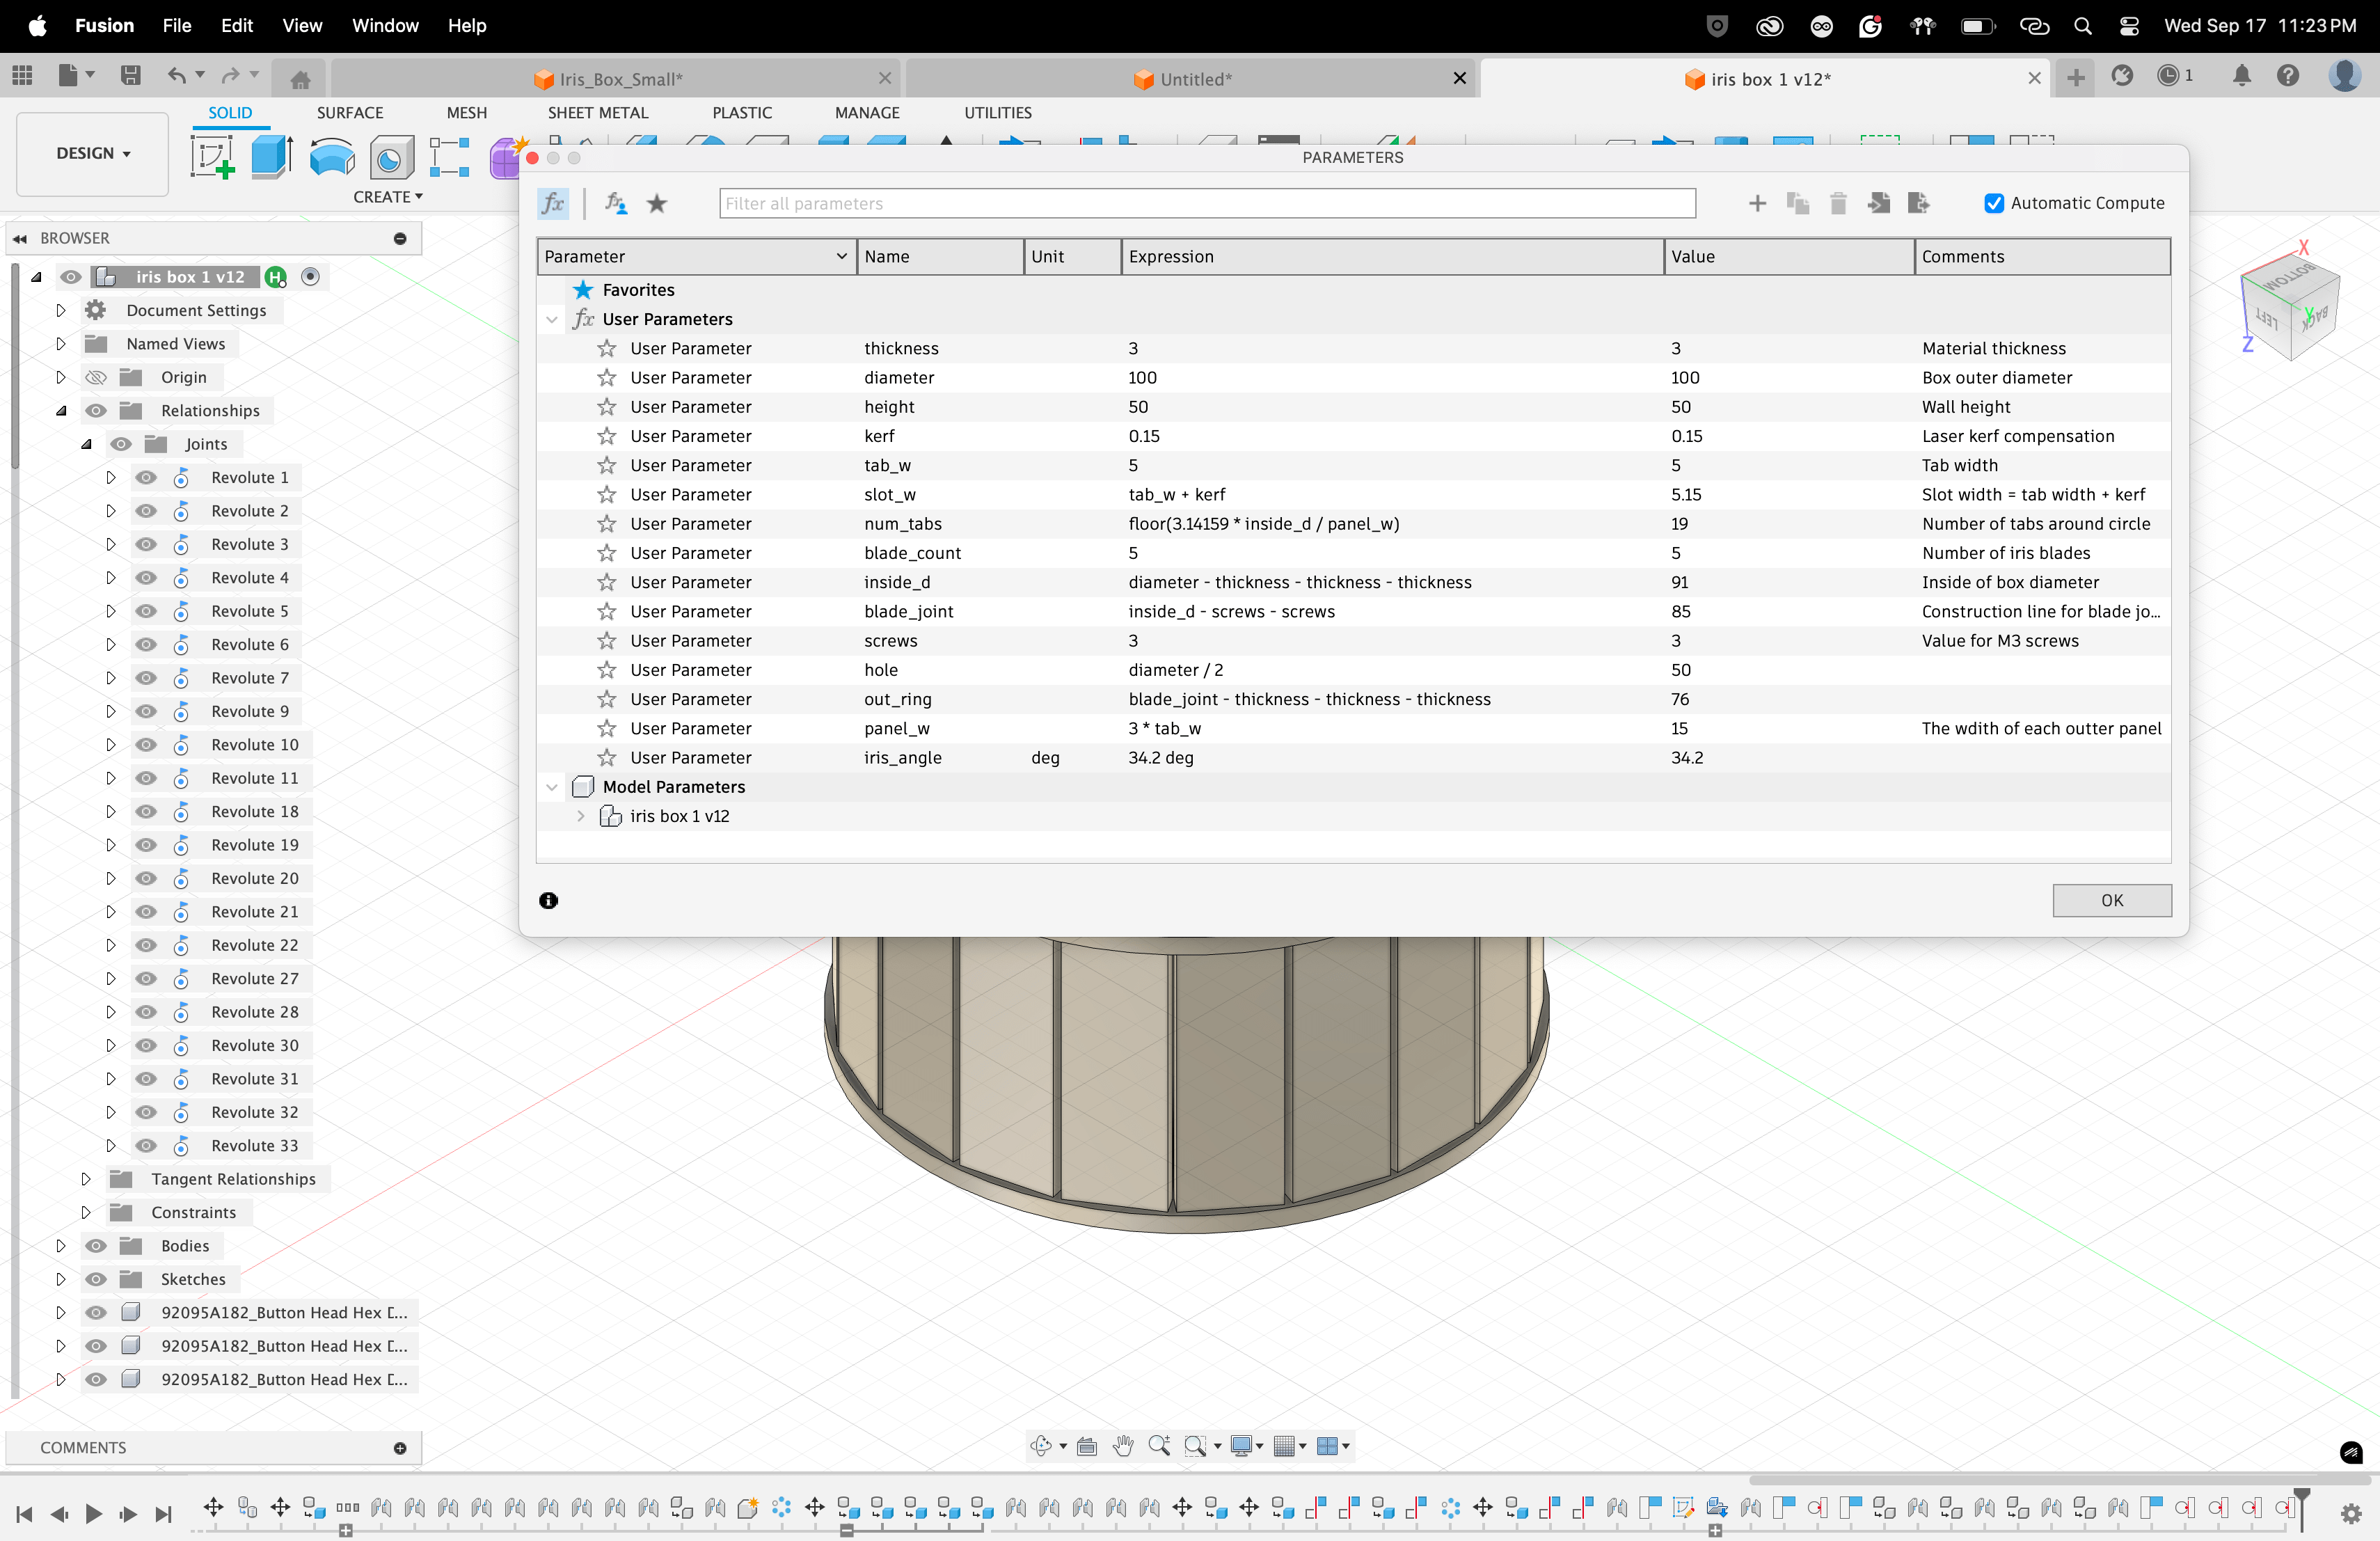 Fusion File Edit View Window Help Wed Sep 17 11:23 PM
Iris_Box_Small* Untitled* iris box 1 v12* 1
SOLID SURFACE MESH SHEET METAL PLASTIC MANAGE UTILITIES
DESIGN
CREATE
PARAMETERS
fx Filter all parameters Automatic Compute
Parameter Name Unit Expression Value Comments
Favorites
fx User Parameters
User Parameter thickness 3 3 Material thickness
User Parameter diameter 100 100 Box outer diameter
User Parameter height 50 50 Wall height
User Parameter kerf 0.15 0.15 Laser kerf compensation
User Parameter tab_w 5 5 Tab width
User Parameter slot_w tab_w + kerf 5.15 Slot width = tab width + kerf
User Parameter num_tabs floor(3.14159 * inside_d / panel_w) 19 Number of tabs around circle
User Parameter blade_count 5 5 Number of iris blades
User Parameter inside_d diameter - thickness - thickness - thickness 91 Inside of box diameter
User Parameter blade_joint inside_d - screws - screws 85 Construction line for blade jo...
User Parameter screws 3 3 Value for M3 screws
User Parameter hole diameter / 2 50
User Parameter out_ring blade_joint - thickness - thickness - thickness 76
User Parameter panel_w 3 * tab_w 15 The wdith of each outter panel
User Parameter iris_angle deg 34.2 deg 34.2
Model Parameters
iris box 1 v12
OK
BROWSER
iris box 1 v12 H
Document Settings
Named Views
Origin
Relationships
Joints
Revolute 1
Revolute 2
Revolute 3
Revolute 4
Revolute 5
Revolute 6
Revolute 7
Revolute 9
Revolute 10
Revolute 11
Revolute 18
Revolute 19
Revolute 20
Revolute 21
Revolute 22
Revolute 27
Revolute 28
Revolute 30
Revolute 31
Revolute 32
Revolute 33
Tangent Relationships
Constraints
Bodies
Sketches
92095A182_Button Head Hex D...
92095A182_Button Head Hex D...
92095A182_Button Head Hex D...
COMMENTS
X
BOTTOM
LEFT
BACK
Y
Z